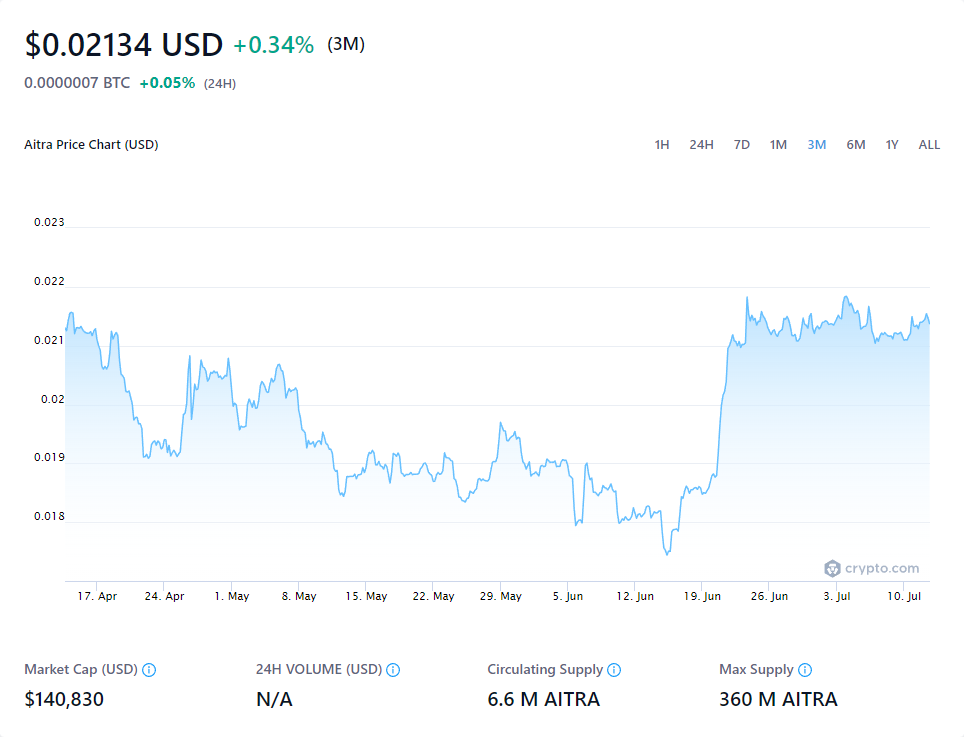 $0.02134 USD +0.34% (3M)
0.0000007 BTC +0.05% (24H)
Aitra Price Chart (USD) 1H 24H 7D 1M 3M 6M 1Y ALL
0.023
0.022
0.021
0.02
0.019
0.018
crypto.com
17. Apr 24. Apr 1. May 8. May 15. May 22. May 29. May 5. Jun 12. Jun 19. Jun 26. Jun 3. Jul 10. Jul
Market Cap (USD) 24H VOLUME (USD) Circulating Supply Max Supply
$140,830 N/A 6.6 M AITRA 360 M AITRA